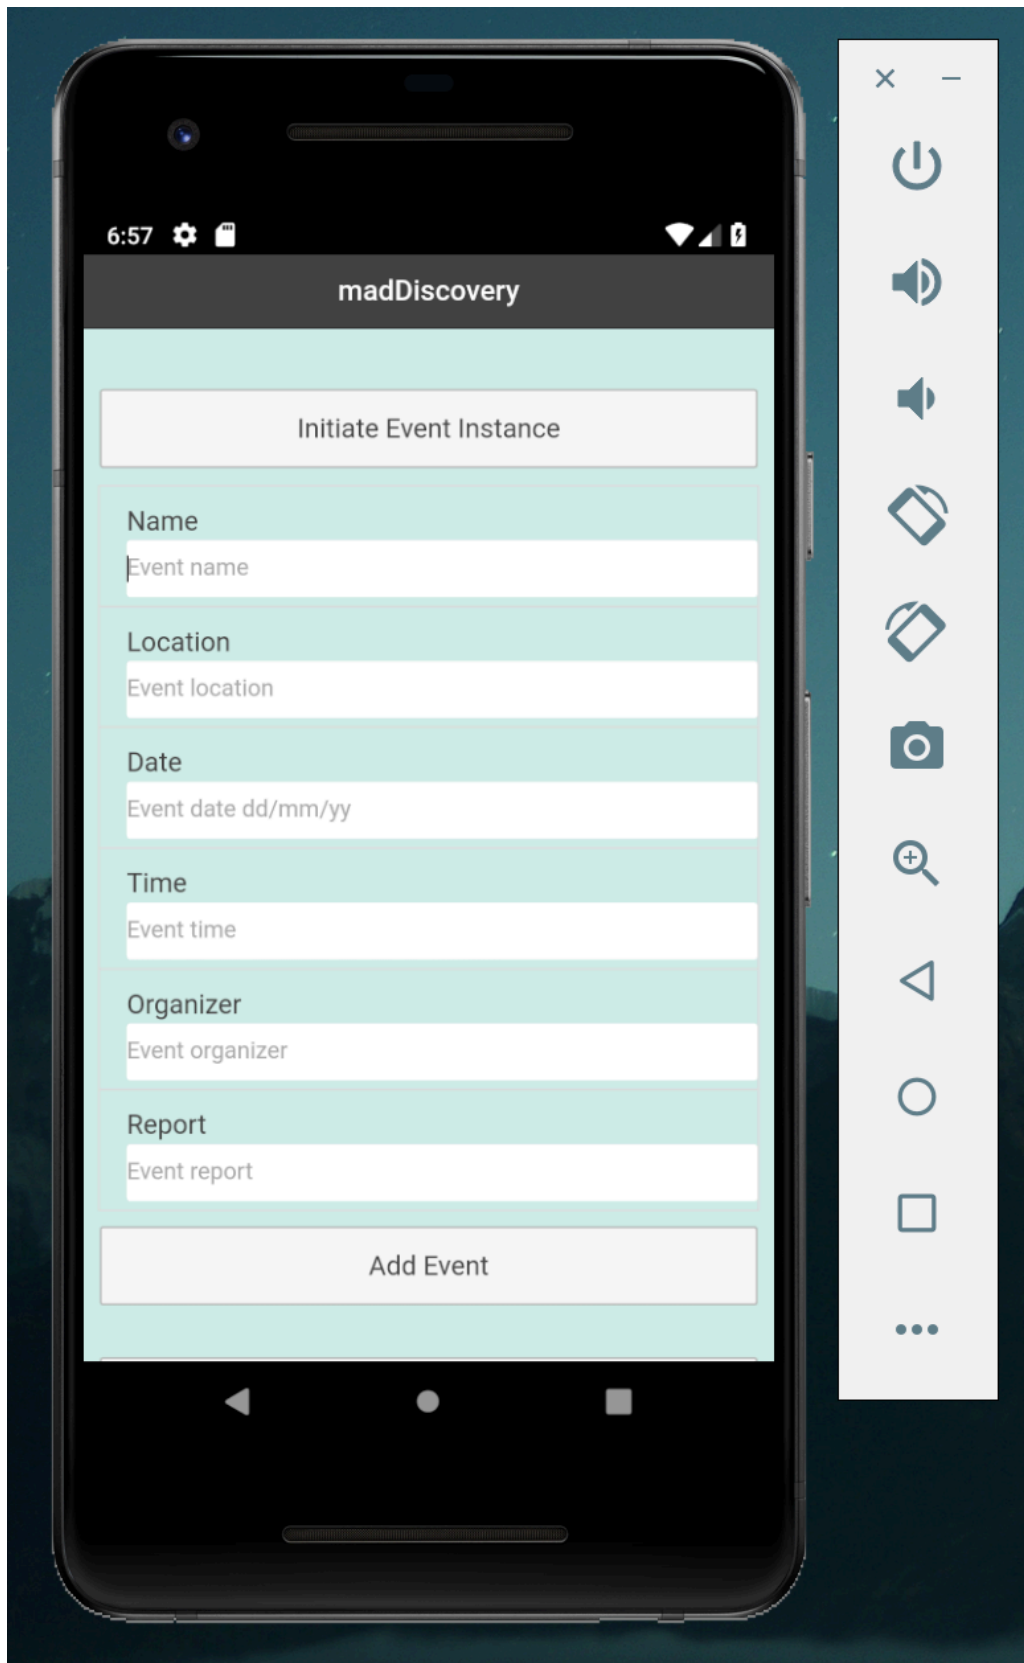 6:57
madDiscovery
Initiate Event Instance
Name
Event name
Location
Event location
Date
Event date dd/mm/yy
Time
Event time
Organizer
Event organizer
Report
Event report
Add Event